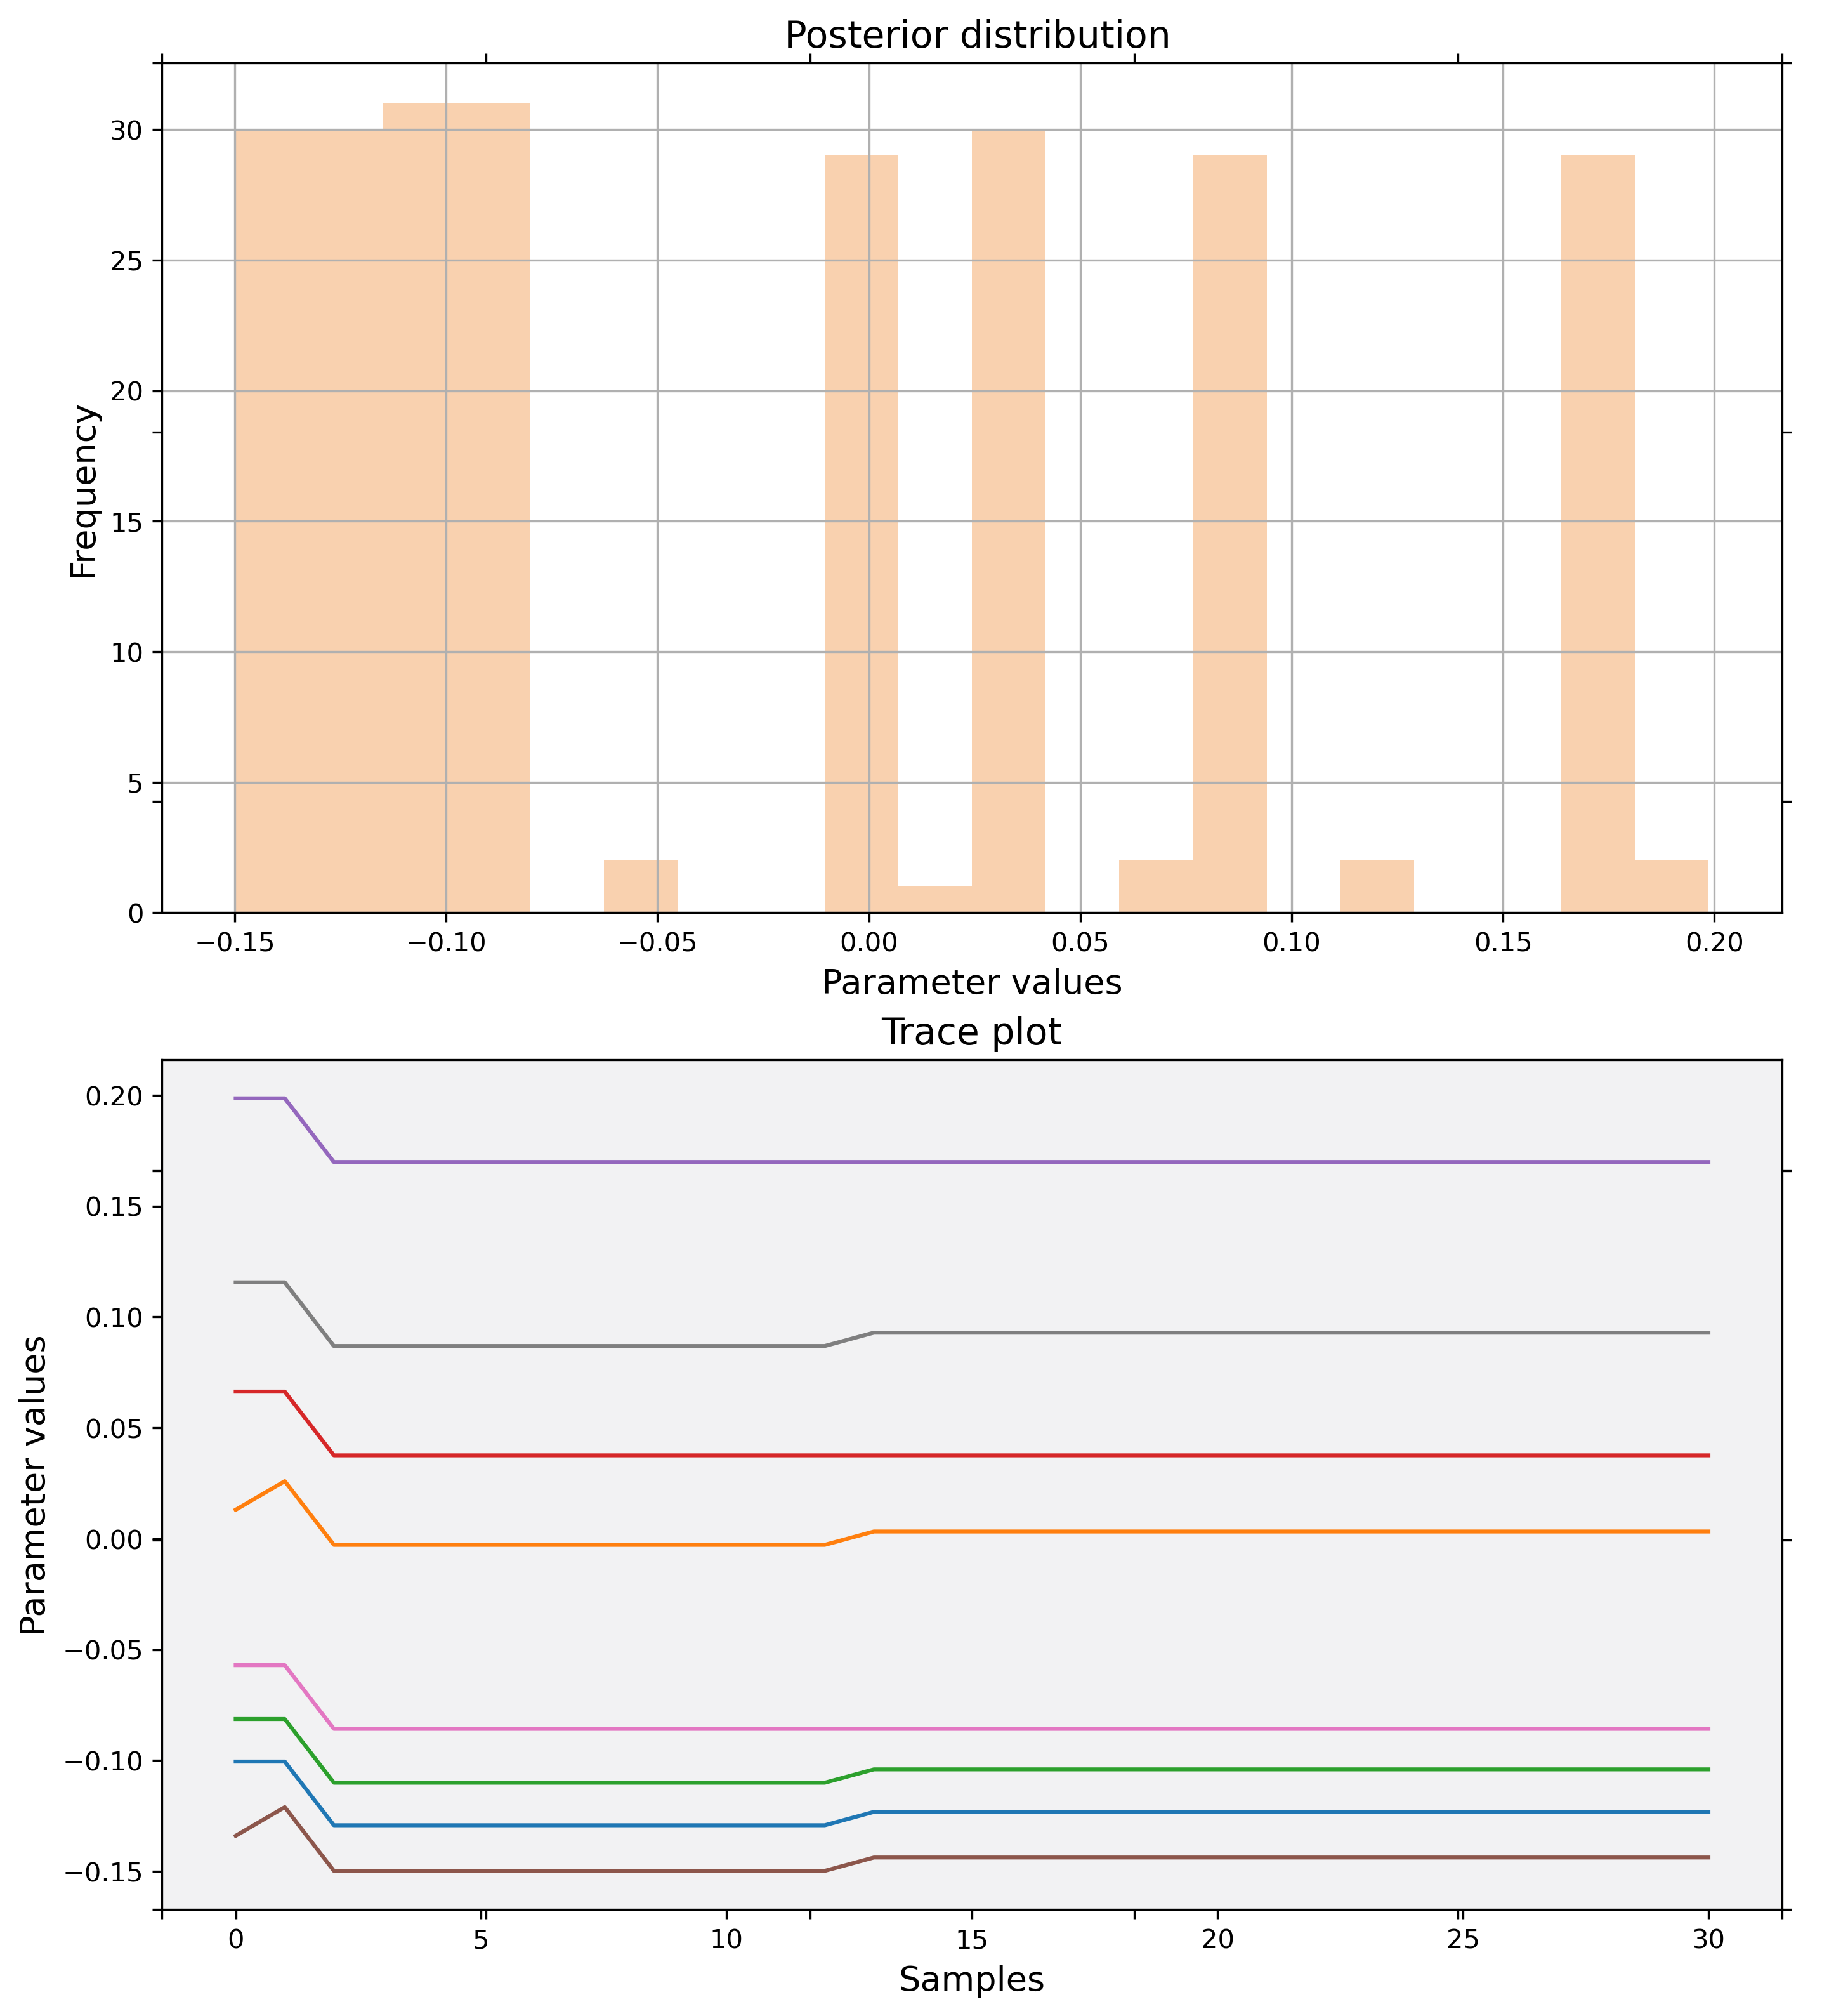 Posterior distribution
30
25
20
15
10
5
0
Frequency
−0.15 −0.10 −0.05 0.00 0.05 0.10 0.15 0.20
Parameter values
Trace plot
0.20
0.15
0.10
0.05
0.00
−0.05
−0.10
−0.15
Parameter values
0 5 10 15 20 25 30
Samples